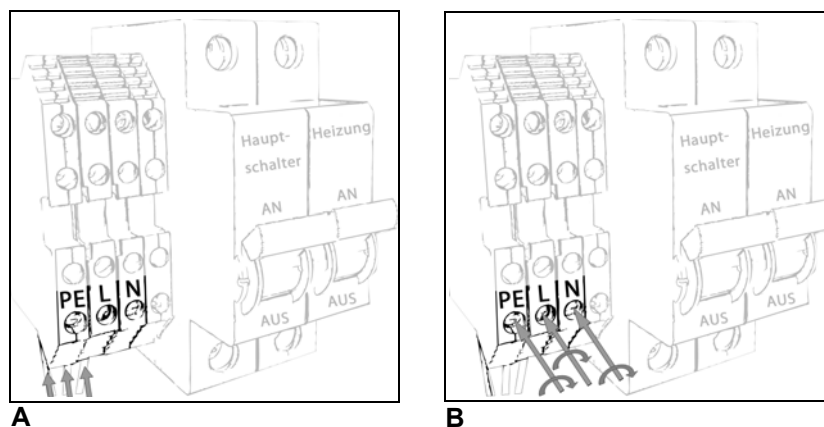 Haupt-
schalter
Heizung
AN
AN
PE L N
AUS
AUS
A
Haupt-
schalter
Heizung
AN
AN
PE L N
AUS
AUS
B